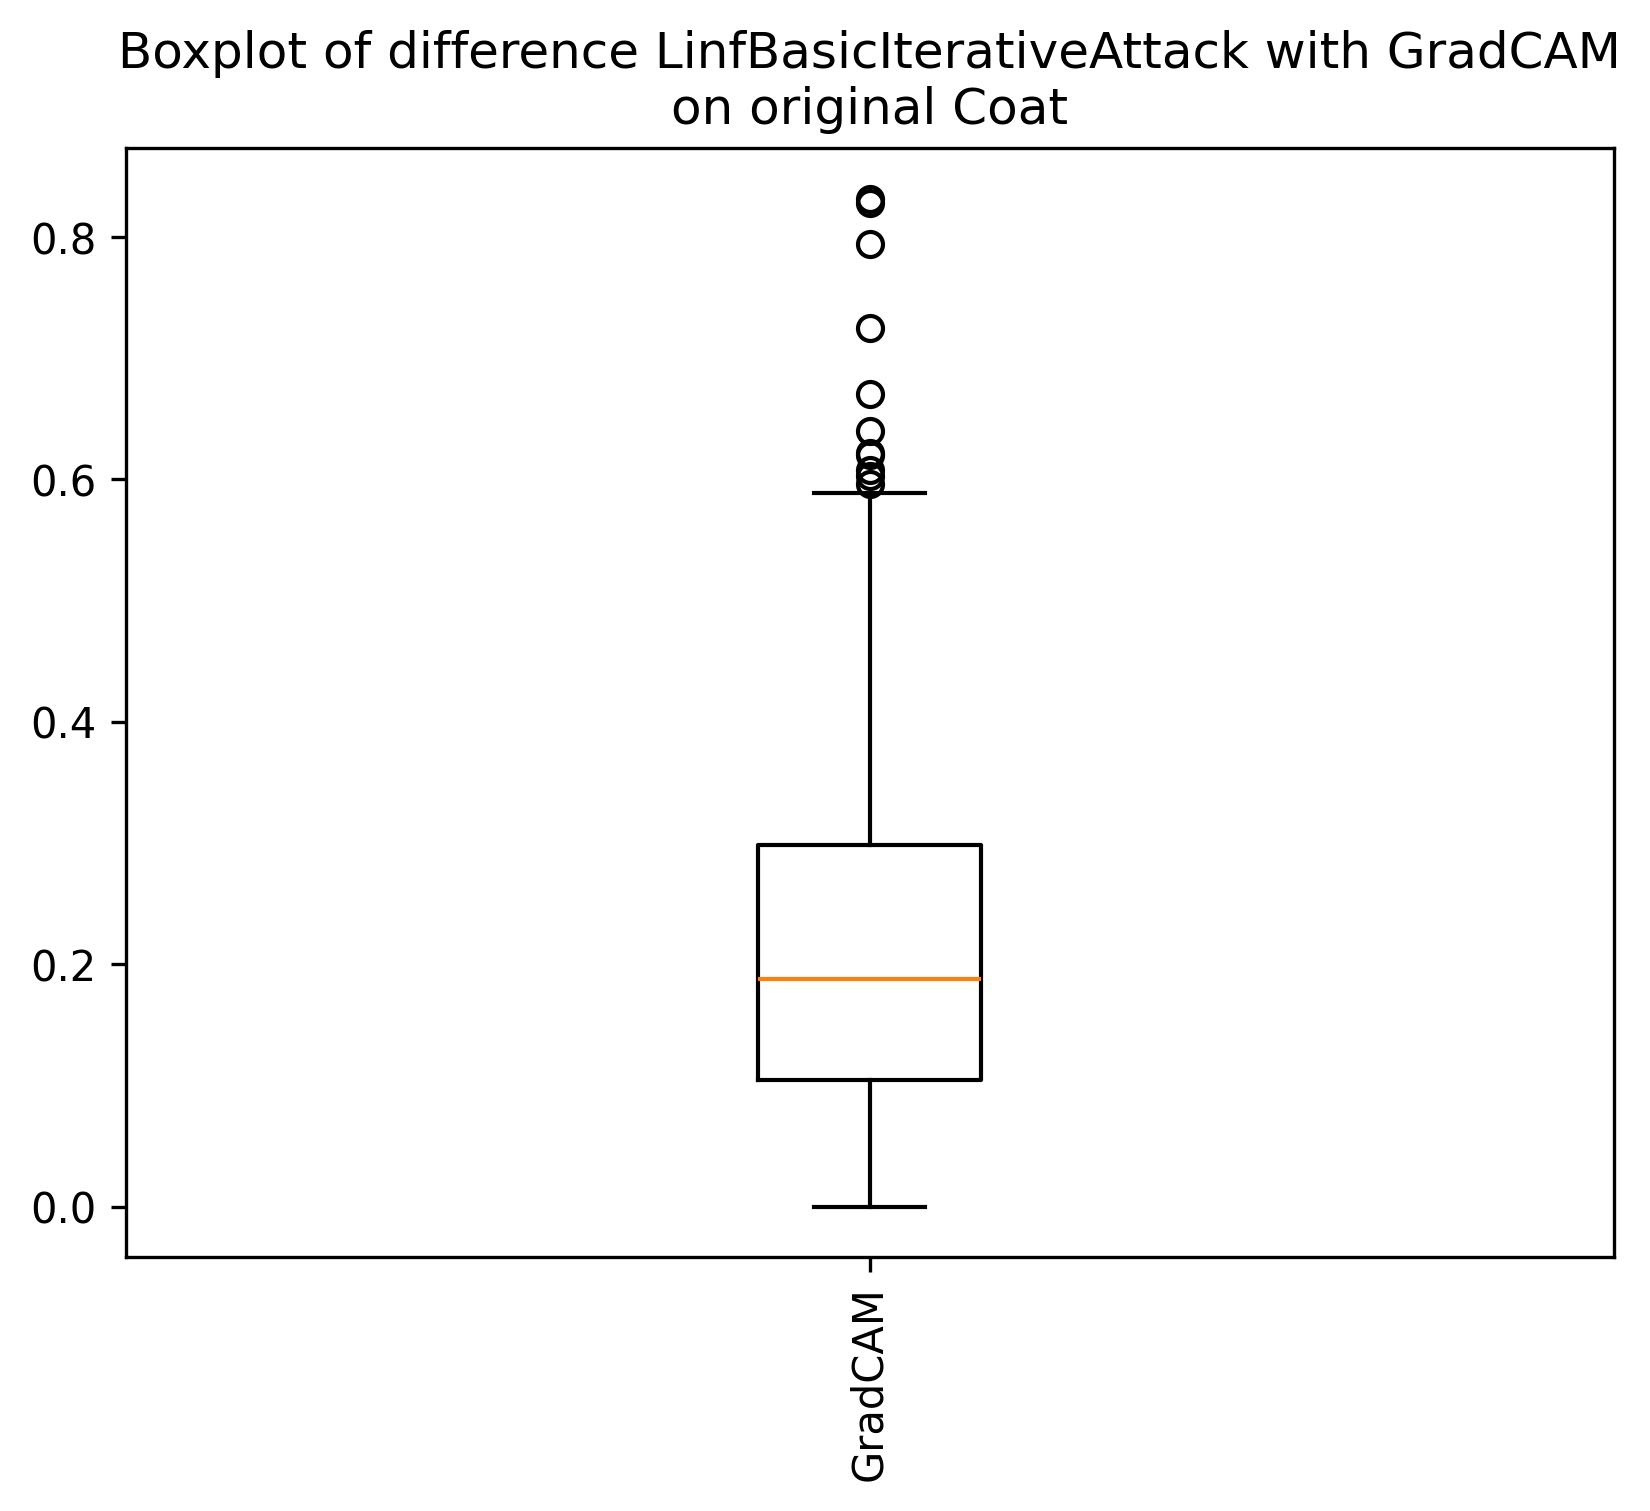 Boxplot of difference LinfBasicIterativeAttack with GradCAM
on original Coat
0.8
0.6
0.4
0.2
0.0
GradCAM